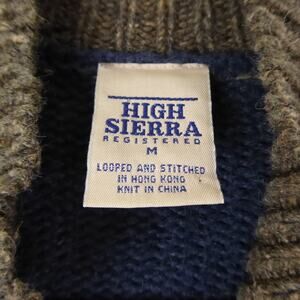 HIGH
SIERRA
REGISTERED
M
LOOPED AND STITCHED
IN HONG KONG
KNIT IN CHINA